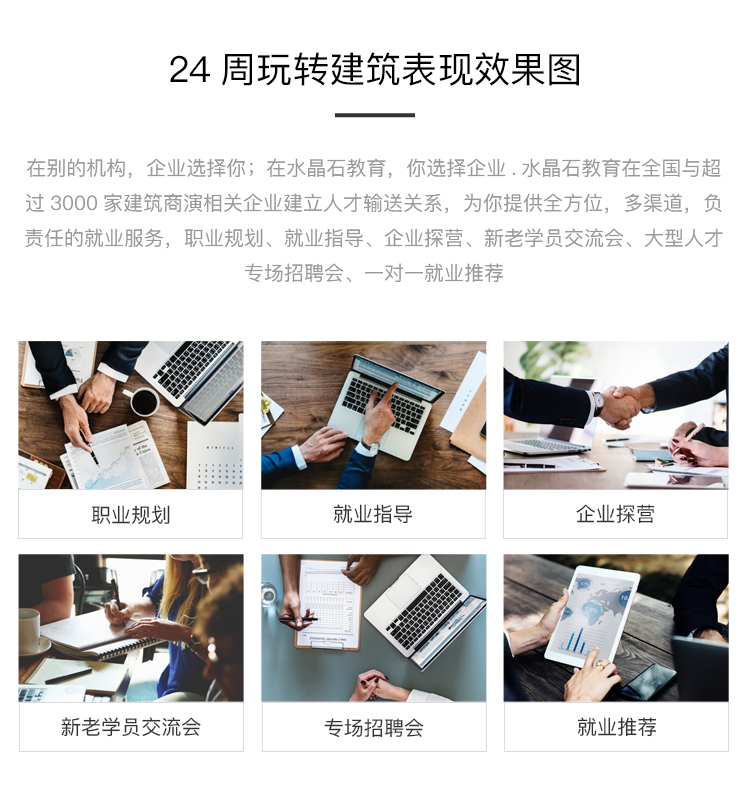 24 周玩转建筑表现效果图
在别的机构，企业选择你；在水晶石教育，你选择企业 . 水晶石教育在全国与超
过 3000 家建筑商演相关企业建立人才输送关系，为你提供全方位，多渠道，负
责任的就业服务，职业规划、就业指导、企业探营、新老学员交流会、大型人才
专场招聘会、一对一就业推荐
职业规划
就业指导
企业探营
新老学员交流会
专场招聘会
就业推荐